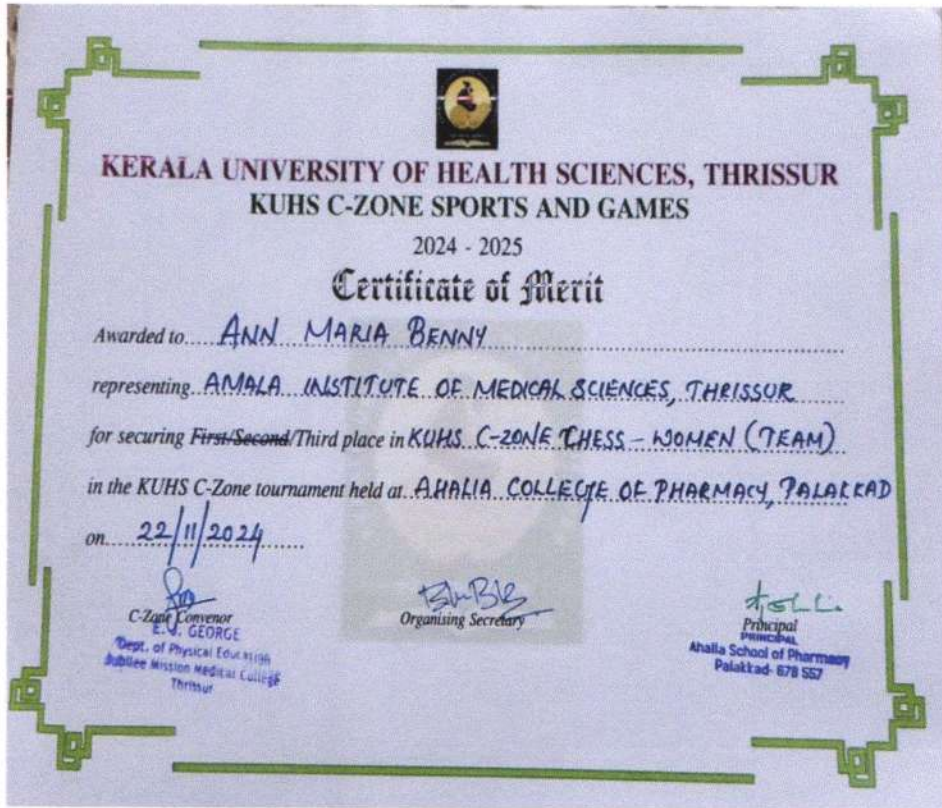 KERALA UNIVERSITY OF HEALTH SCIENCES, THRISSUR
KUHS C-ZONE SPORTS AND GAMES
2024 - 2025
Certificate of Merit
Awarded to ANN MARIA BENNY
representing AMALA INSTITUTE OF MEDICAL SCIENCES, THRISSUR
for securing First/Second/Third place in KUHS C-ZONE CHESS - WOMEN (TEAM)
in the KUHS C-Zone tournament held at AHALIA COLLEGE OF PHARMACY, PALAKKAD
on 22/11/2024
C-Zone Convenor
GEORGE
Dept. of Physical Education
Jubilee Mission Medical College
Thrissur
Organising Secretary
Principal
PRINCIPAL
Ahalia School of Pharmacy
Palakkad- 678 557